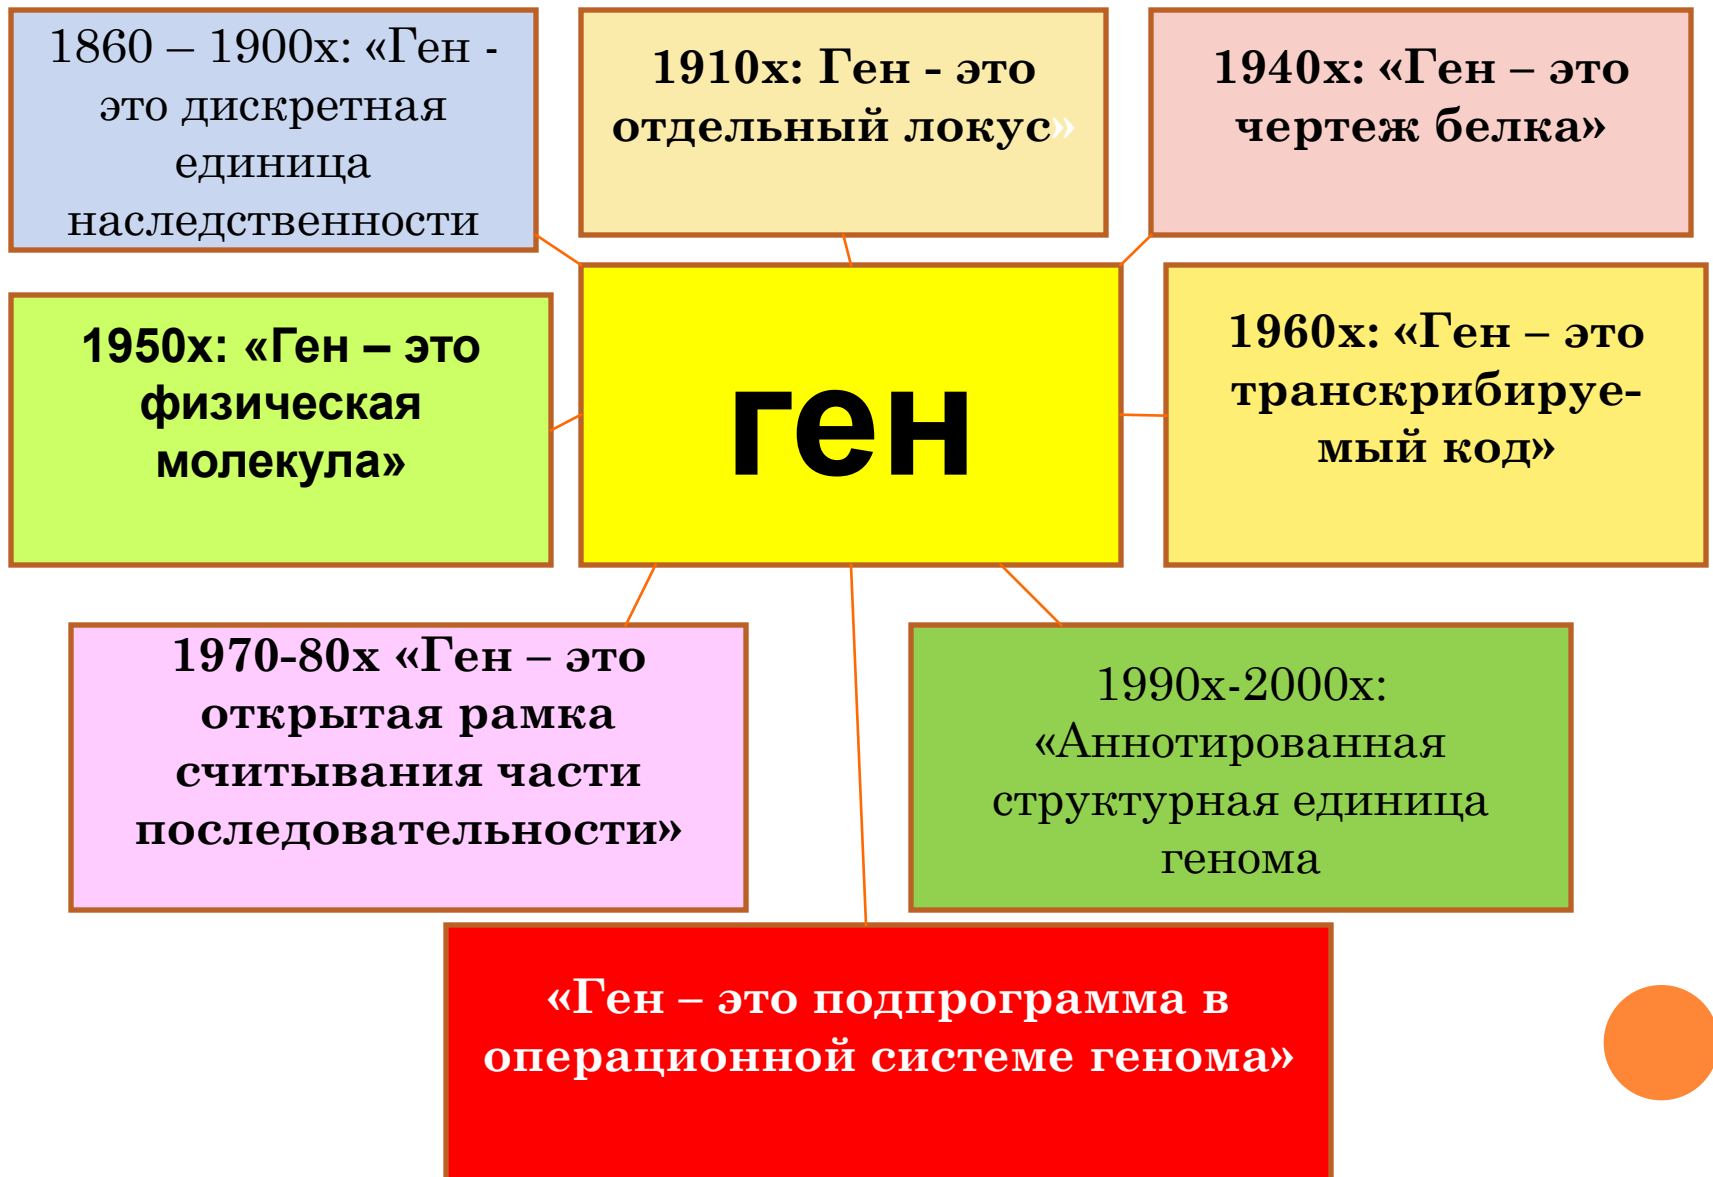 1860 – 1900х: «Ген -
это дискретная
единица
наследственности
1910х: Ген - это
отдельный локус»
1940х: «Ген – это
чертеж белка»
1950х: «Ген – это
физическая
молекула»
ген
1960х: «Ген – это
транскрибируе-
мый код»
1970-80х «Ген – это
открытая рамка
считывания части
последовательности»
1990х-2000х:
«Аннотированная
структурная единица
генома
«Ген – это подпрограмма в
операционной системе генома»